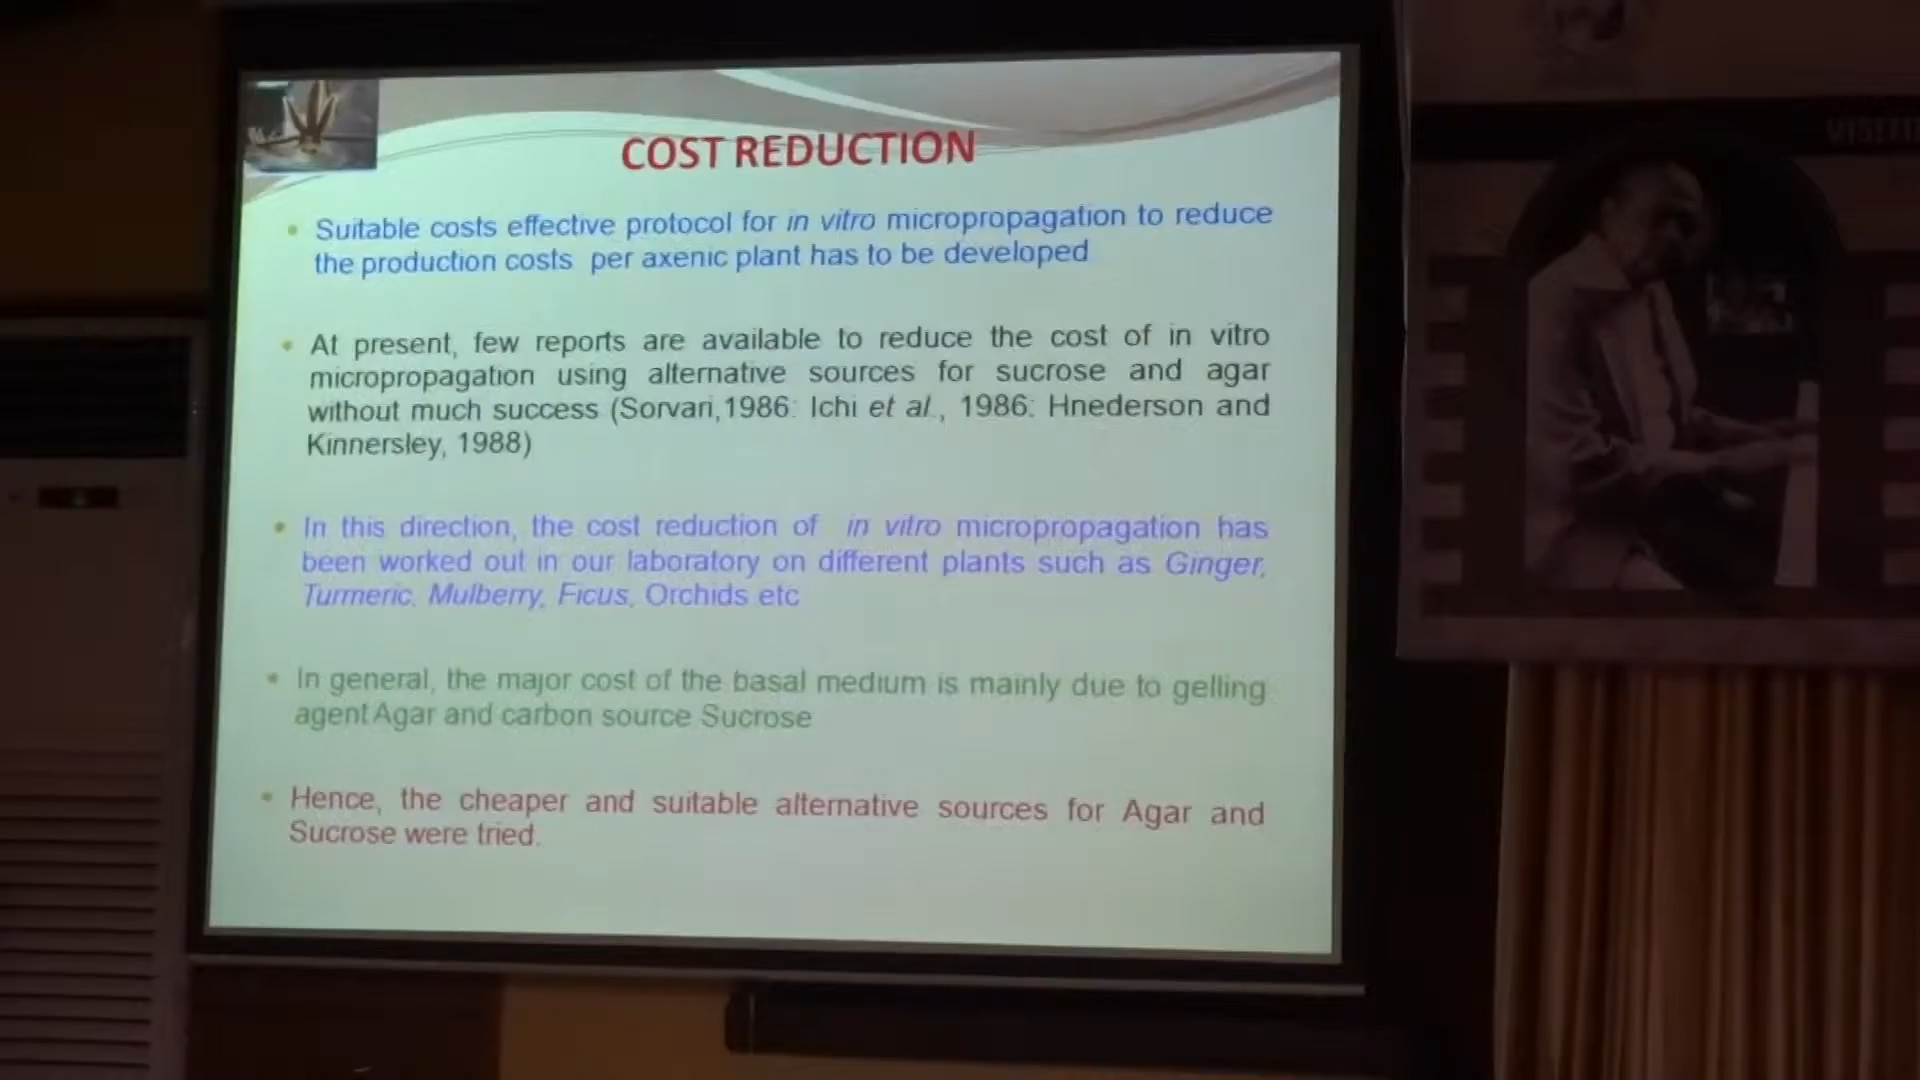 COST REDUCTION
Suitable costs effective protocol for in vitro micropropagation to reduce
the production costs per axenic plant has to be developed
At present, few reports are available to reduce the cost of in vitro
micropropagation using alternative sources for sucrose and agar
without much success (Sorvari,1986: Ichi et al., 1986: Hnederson and
Kinnersley, 1988)
In this direction, the cost reduction of in vitro micropropagation has
been worked out in our laboratory on different plants such as Ginger,
Turmeric, Mulberry, Ficus, Orchids etc
In general, the major cost of the basal medium is mainly due to gelling
agent Agar and carbon source Sucrose
Hence, the cheaper and suitable alternative sources for Agar and
Sucrose were tried.